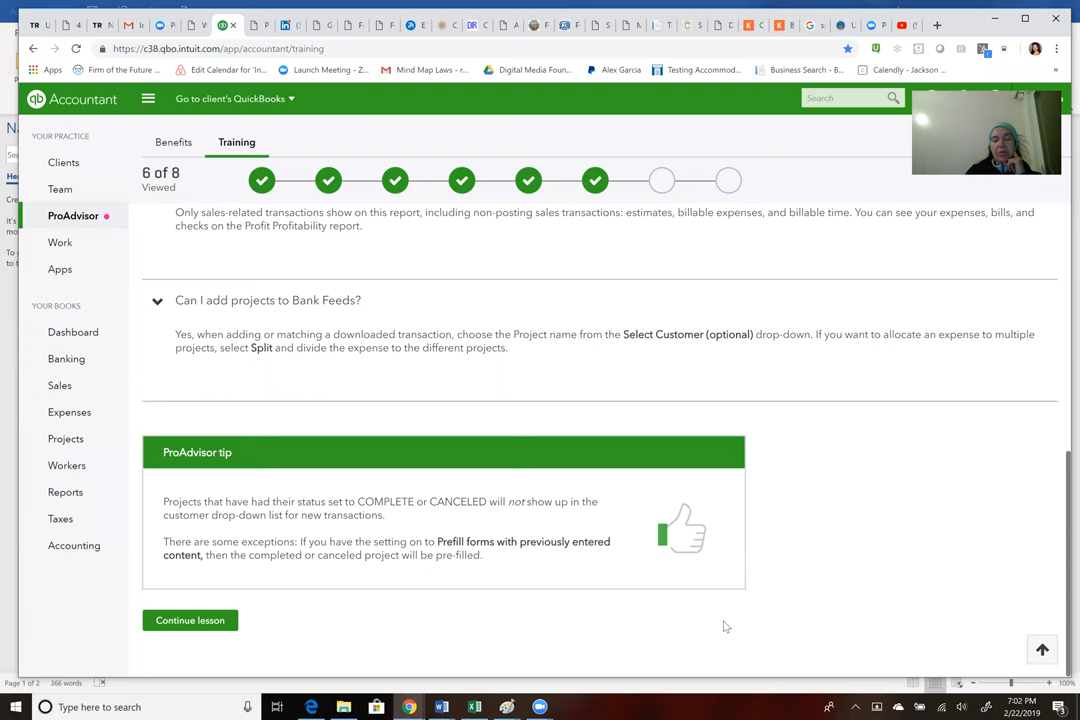 https://c38.qbo.intuit.com/app/accountant/training
Apps
Firm of the Future ...
Edit Calendar for 'In...
Launch Meeting - Z...
Mind Map Laws - r...
Digital Media Foun...
Alex Garcia
Testing Accommod...
Business Search - B...
Calendly - Jackson ...
qb Accountant
Go to client's QuickBooks
Search
YOUR PRACTICE
Clients
Team
ProAdvisor
Work
Apps
YOUR BOOKS
Dashboard
Banking
Sales
Expenses
Projects
Workers
Reports
Taxes
Accounting
Benefits
Training
6 of 8
Viewed
Only sales-related transactions show on this report, including non-posting sales transactions: estimates, billable expenses, and billable time. You can see your expenses, bills, and
checks on the Profit Profitability report.
Can I add projects to Bank Feeds?
Yes, when adding or matching a downloaded transaction, choose the Project name from the Select Customer (optional) drop-down. If you want to allocate an expense to multiple
projects, select Split and divide the expense to the different projects.
ProAdvisor tip
Projects that have had their status set to COMPLETE or CANCELED will not show up in the
customer drop-down list for new transactions.
There are some exceptions: If you have the setting on to Prefill forms with previously entered
content, then the completed or canceled project will be pre-filled.
Continue lesson
Page 1 of 2
366 words
100%
Type here to search
7:02 PM
2/22/2019